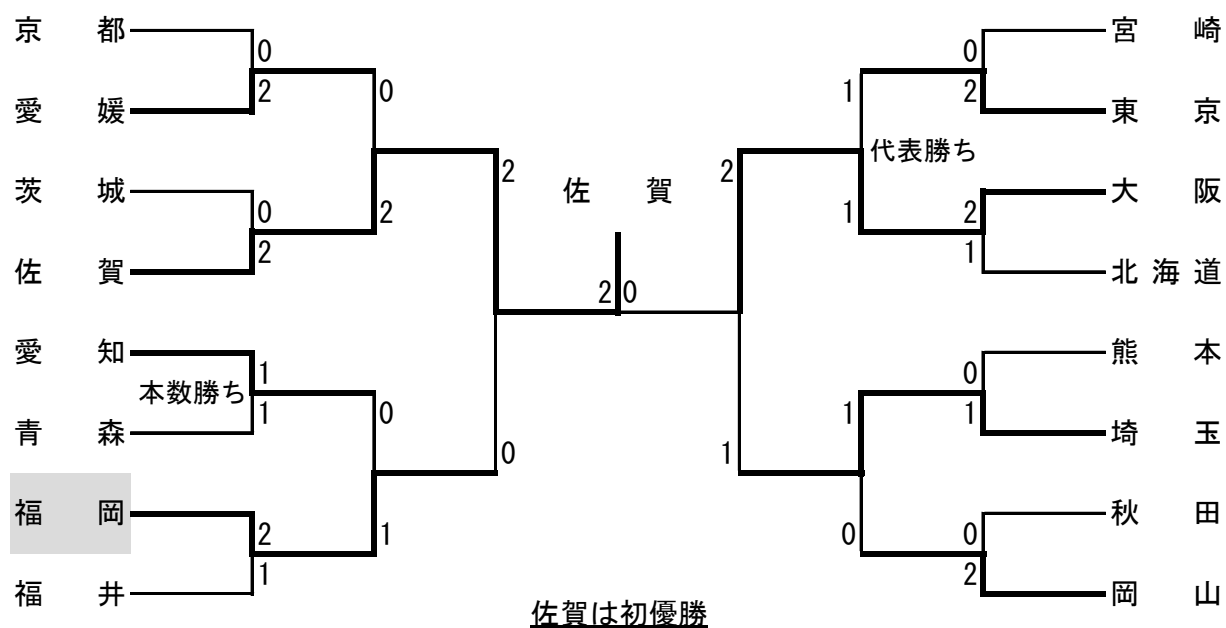 京都
0
2
愛媛
0
茨城
0
2
佐賀
2
2
愛知
1
本数勝ち
1
青森
0
福岡
2
1
福井
1
0
佐賀
2 0
宮崎
0
2
東京
1
代表勝ち
2
大阪
2
1
北海道
1
熊本
0
1
埼玉
1
1
秋田
0
2
岡山
0
佐賀は初優勝